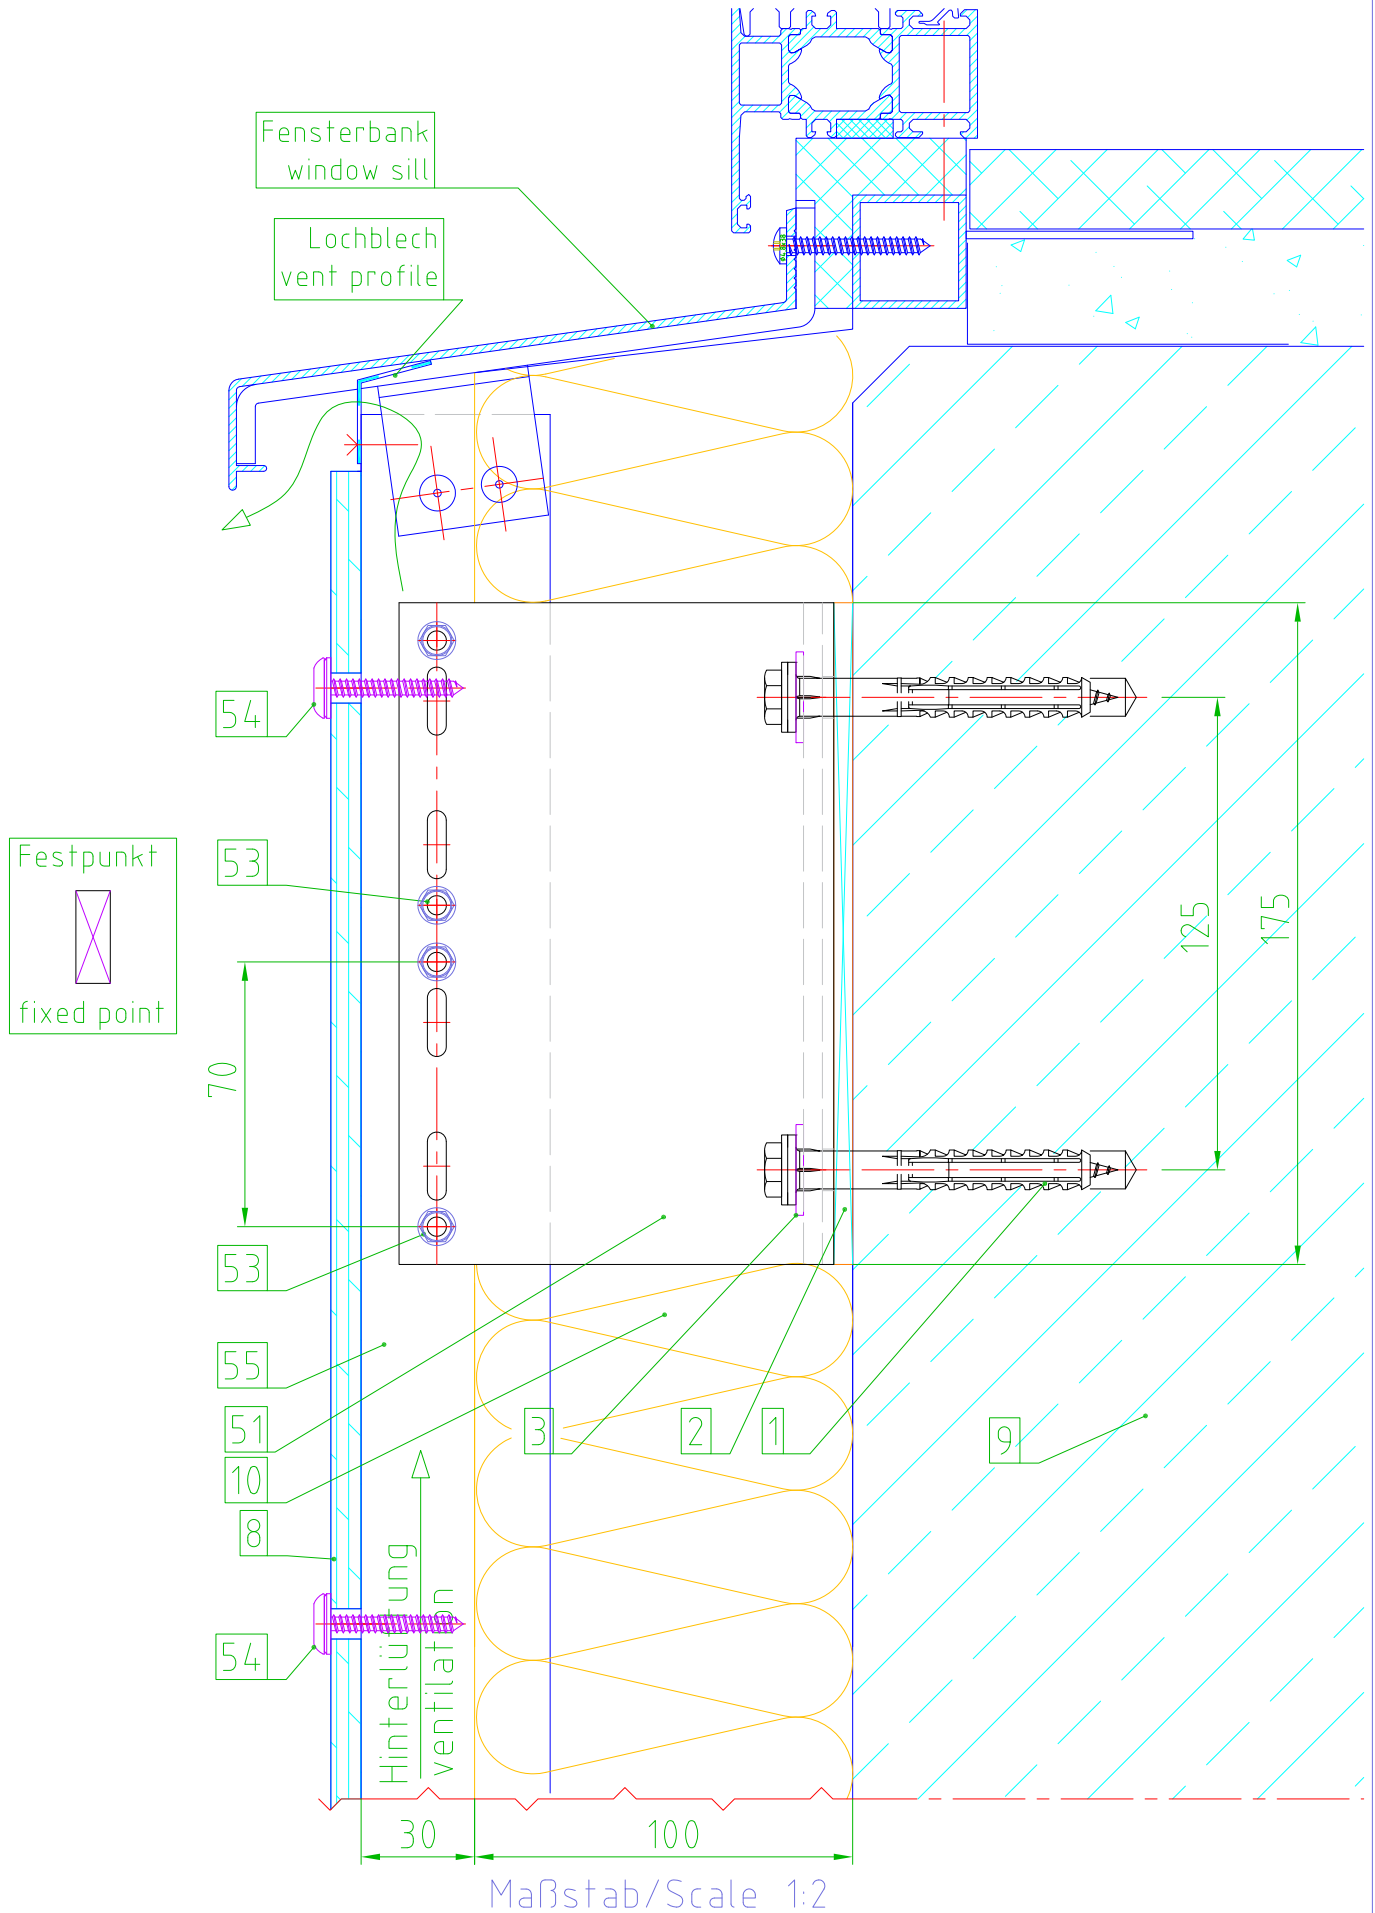 Fensterbank
window sill
Lochblech
vent profile
54
53
Festpunkt
fixed point
125
175
70
53
55
51
3
2
1
9
10
8
Hinterlüftung
ventilation
54
30
100
Maßstab/Scale 1:2